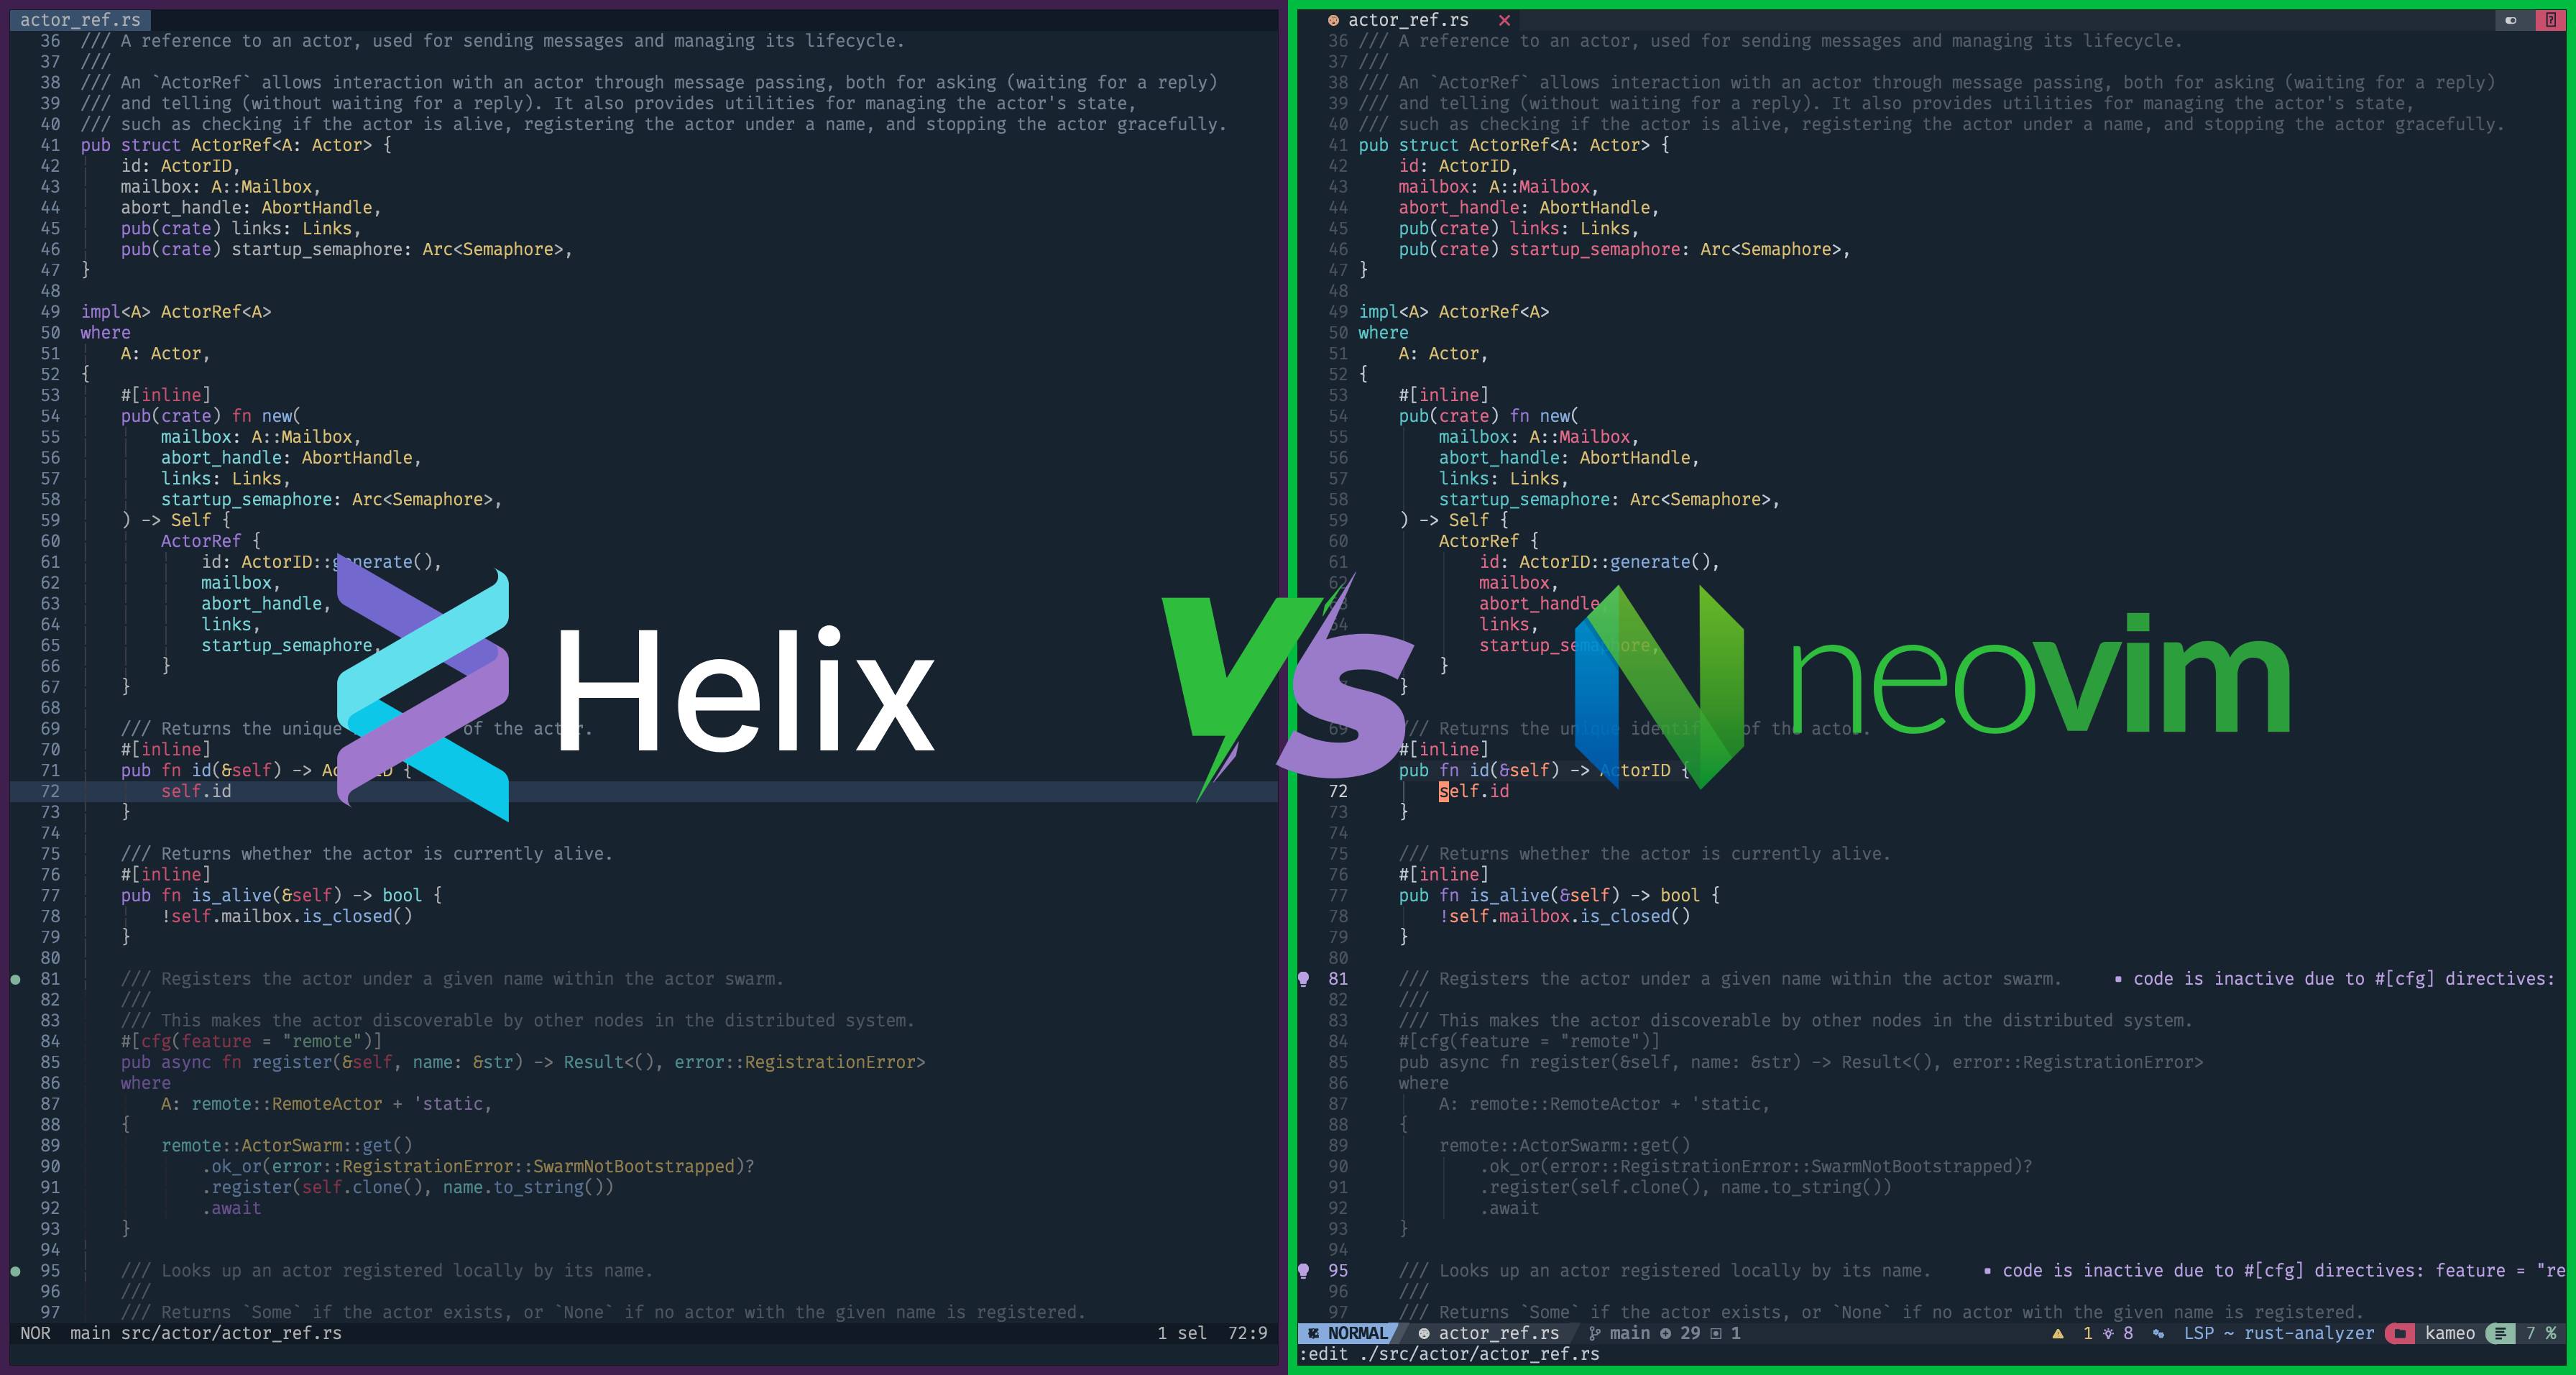 actor_ref.rs
36 /// A reference to an actor, used for sending messages and managing its lifecycle.
37 ///
38 /// An `ActorRef` allows interaction with an actor through message passing, both for asking (waiting for a reply)
39 /// and telling (without waiting for a reply). It also provides utilities for managing the actor's state,
40 /// such as checking if the actor is alive, registering the actor under a name, and stopping the actor gracefully.
41 pub struct ActorRef<A: Actor> {
42 id: ActorID,
43 mailbox: A::Mailbox,
44 abort_handle: AbortHandle,
45 pub(crate) links: Links,
46 pub(crate) startup_semaphore: Arc<Semaphore>,
47 }
48
49 impl<A> ActorRef<A>
50 where
51 A: Actor,
52 {
53 #[inline]
54 pub(crate) fn new(
55 mailbox: A::Mailbox,
56 abort_handle: AbortHandle,
57 links: Links,
58 startup_semaphore: Arc<Semaphore>,
59 ) -> Self {
60 ActorRef {
61 id: ActorID::generate(),
62 mailbox,
63 abort_handle,
64 links,
65 startup_semaphore,
66 }
67 }
68
69 /// Returns the unique of the actor.
70 #[inline]
71 pub fn id(&self) -> {
72 self.id
73 }
74
75 /// Returns whether the actor is currently alive.
76 #[inline]
77 pub fn is_alive(&self) -> bool {
78 !self.mailbox.is_closed()
79 }
80
81 /// Registers the actor under a given name within the actor swarm.
82 ///
83 /// This makes the actor discoverable by other nodes in the distributed system.
84 #[cfg(feature = "remote")]
85 pub async fn register(&self, name: &str) -> Result<(), error::RegistrationError>
86 where
87 A: remote::RemoteActor + 'static,
88 {
89 remote::ActorSwarm::get()
90 .ok_or(error::RegistrationError::SwarmNotBootstrapped)?
91 .register(self.clone(), name.to_string())
92 .await
93 }
94
95 /// Looks up an actor registered locally by its name.
96 ///
97 /// Returns `Some` if the actor exists, or `None` if no actor with the given name is registered.
NOR main src/actor/actor_ref.rs 1 sel 72:9
Helix
VS
neovim
actor_ref.rs
36 /// A reference to an actor, used for sending messages and managing its lifecycle.
37 ///
38 /// An `ActorRef` allows interaction with an actor through message passing, both for asking (waiting for a reply)
39 /// and telling (without waiting for a reply). It also provides utilities for managing the actor's state,
40 /// such as checking if the actor is alive, registering the actor under a name, and stopping the actor gracefully.
41 pub struct ActorRef<A: Actor> {
42 id: ActorID,
43 mailbox: A::Mailbox,
44 abort_handle: AbortHandle,
45 pub(crate) links: Links,
46 pub(crate) startup_semaphore: Arc<Semaphore>,
47 }
48
49 impl<A> ActorRef<A>
50 where
51 A: Actor,
52 {
53 #[inline]
54 pub(crate) fn new(
55 mailbox: A::Mailbox,
56 abort_handle: AbortHandle,
57 links: Links,
58 startup_semaphore: Arc<Semaphore>,
59 ) -> Self {
60 ActorRef {
61 id: ActorID::generate(),
62 mailbox,
abort_handle,
links,
startup_semaphore,
}
}
69 /// Returns the unique identif of the actor.
#[inline]
pub fn id(&self) -> ActorID {
72 self.id
73 }
74
75 /// Returns whether the actor is currently alive.
76 #[inline]
77 pub fn is_alive(&self) -> bool {
78 !self.mailbox.is_closed()
79 }
80
81 /// Registers the actor under a given name within the actor swarm. ▪ code is inactive due to #[cfg] directives:
82 ///
83 /// This makes the actor discoverable by other nodes in the distributed system.
84 #[cfg(feature = "remote")]
85 pub async fn register(&self, name: &str) -> Result<(), error::RegistrationError>
86 where
87 A: remote::RemoteActor + 'static,
88 {
89 remote::ActorSwarm::get()
90 .ok_or(error::RegistrationError::SwarmNotBootstrapped)?
91 .register(self.clone(), name.to_string())
92 .await
93 }
94
95 /// Looks up an actor registered locally by its name. ▪ code is inactive due to #[cfg] directives: feature = "re
96 ///
97 /// Returns `Some` if the actor exists, or `None` if no actor with the given name is registered.
NORMAL actor_ref.rs main 29 1 1 8 LSP ~ rust-analyzer kameo 7 %
:edit ./src/actor/actor_ref.rs